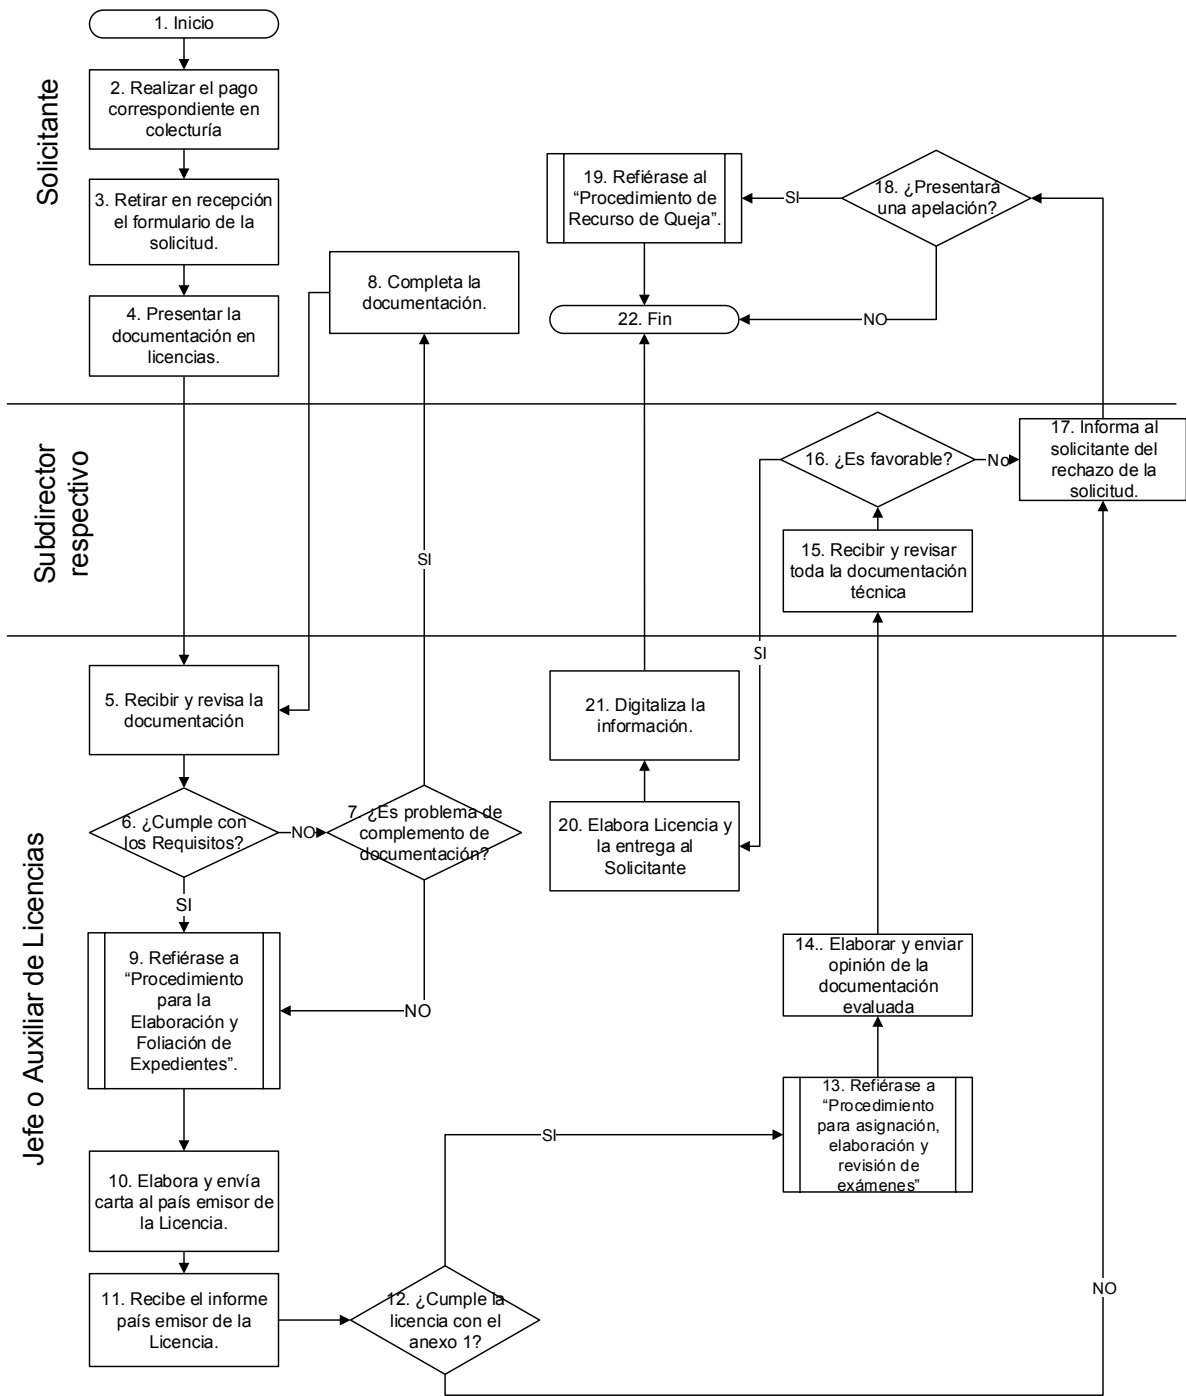 Solicitante
1. Inicio
2. Realizar el pago
correspondiente en
colecturía
3. Retirar en recepción
el formulario de la
solicitud.
4. Presentar la
documentación en
licencias.
8. Completa la
documentación.
19. Refiérase al
“Procedimiento de
Recurso de Queja”.
SI
18. ¿Presentará
una apelación?
22. Fin
NO
Subdirector
respectivo
SI
16. ¿Es favorable?
No
17. Informa al
solicitante del
rechazo de la
solicitud.
15. Recibir y revisar
toda la documentación
técnica
SI
Jefe o Auxiliar de Licencias
5. Recibir y revisa la
documentación
6. ¿Cumple con
los Requisitos?
NO
7. ¿Es problema de
complemento de
documentación?
SI
NO
9. Refiérase a
“Procedimiento
para la
Elaboración y
Foliación de
Expedientes”.
10. Elabora y envía
carta al país emisor de
la Licencia.
11. Recibe el informe
país emisor de la
Licencia.
12. ¿Cumple la
licencia con el
anexo 1?
SI
NO
13. Refiérase a
“Procedimiento
para asignación,
elaboración y
revisión de
exámenes”
14.. Elaborar y enviar
opinión de la
documentación
evaluada
21. Digitaliza la
información.
20. Elabora Licencia y
la entrega al
Solicitante